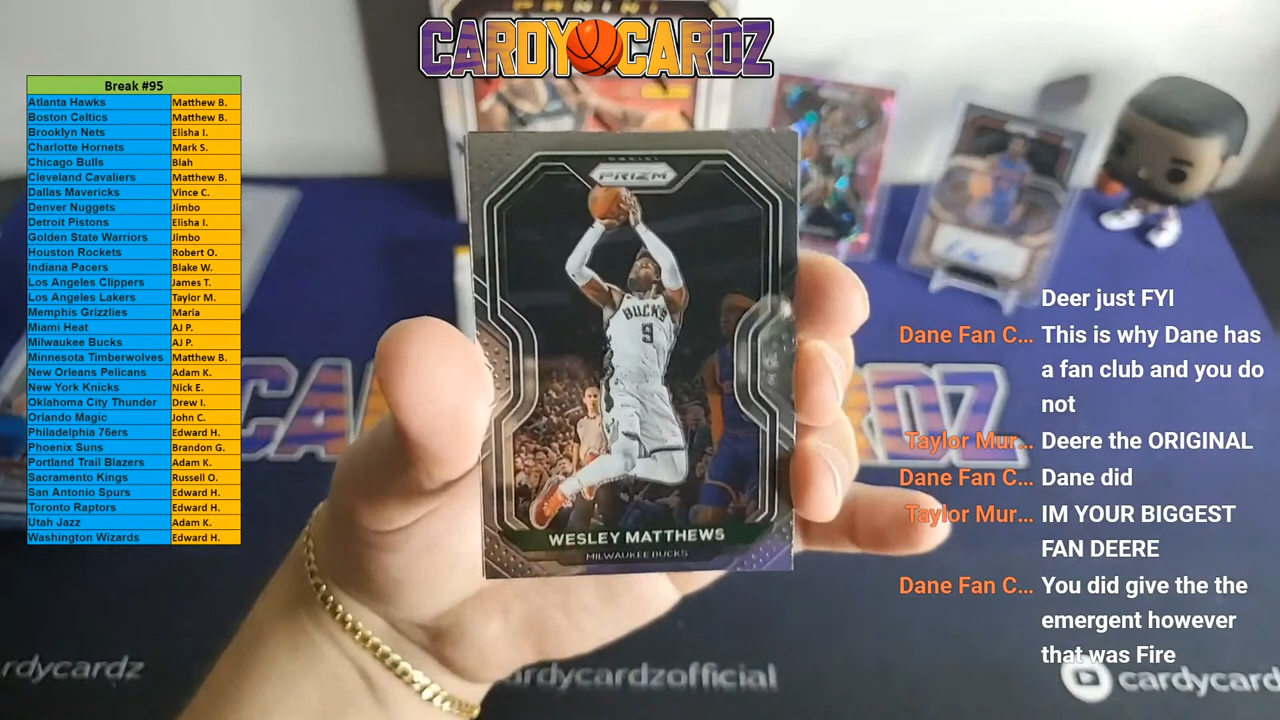 PANINI
CARDY CARDZ
Break #95
Atlanta Hawks Matthew B.
Boston Celtics Matthew B.
Brooklyn Nets Elisha I.
Charlotte Hornets Mark S.
Chicago Bulls Blah
Cleveland Cavaliers Matthew B.
Dallas Mavericks Vince C.
Denver Nuggets Jimbo
Detroit Pistons Elisha I.
Golden State Warriors Jimbo
Houston Rockets Robert O.
Indiana Pacers Blake W.
Los Angeles Clippers James T.
Los Angeles Lakers Taylor M.
Memphis Grizzlies Maria
Miami Heat AJ P.
Milwaukee Bucks AJ P.
Minnesota Timberwolves Matthew B.
New Orleans Pelicans Adam K.
New York Knicks Nick E.
Oklahoma City Thunder Drew I.
Orlando Magic John C.
Philadelphia 76ers Edward H.
Phoenix Suns Brandon G.
Portland Trail Blazers Adam K.
Sacramento Kings Russell O.
San Antonio Spurs Edward H.
Toronto Raptors Edward H.
Utah Jazz Adam K.
Washington Wizards Edward H.
PANINI
PRIZM
BUCKS
9
WESLEY MATTHEWS
MILWAUKEE BUCKS
Deer just FYI
Dane Fan C... This is why Dane has
a fan club and you do
not
Taylor Mur... Deere the ORIGINAL
Dane Fan C... Dane did
Taylor Mur... IM YOUR BIGGEST
FAN DEERE
Dane Fan C... You did give the the
emergent however
that was Fire
rdycardz
ardycardzofficial
cardycard